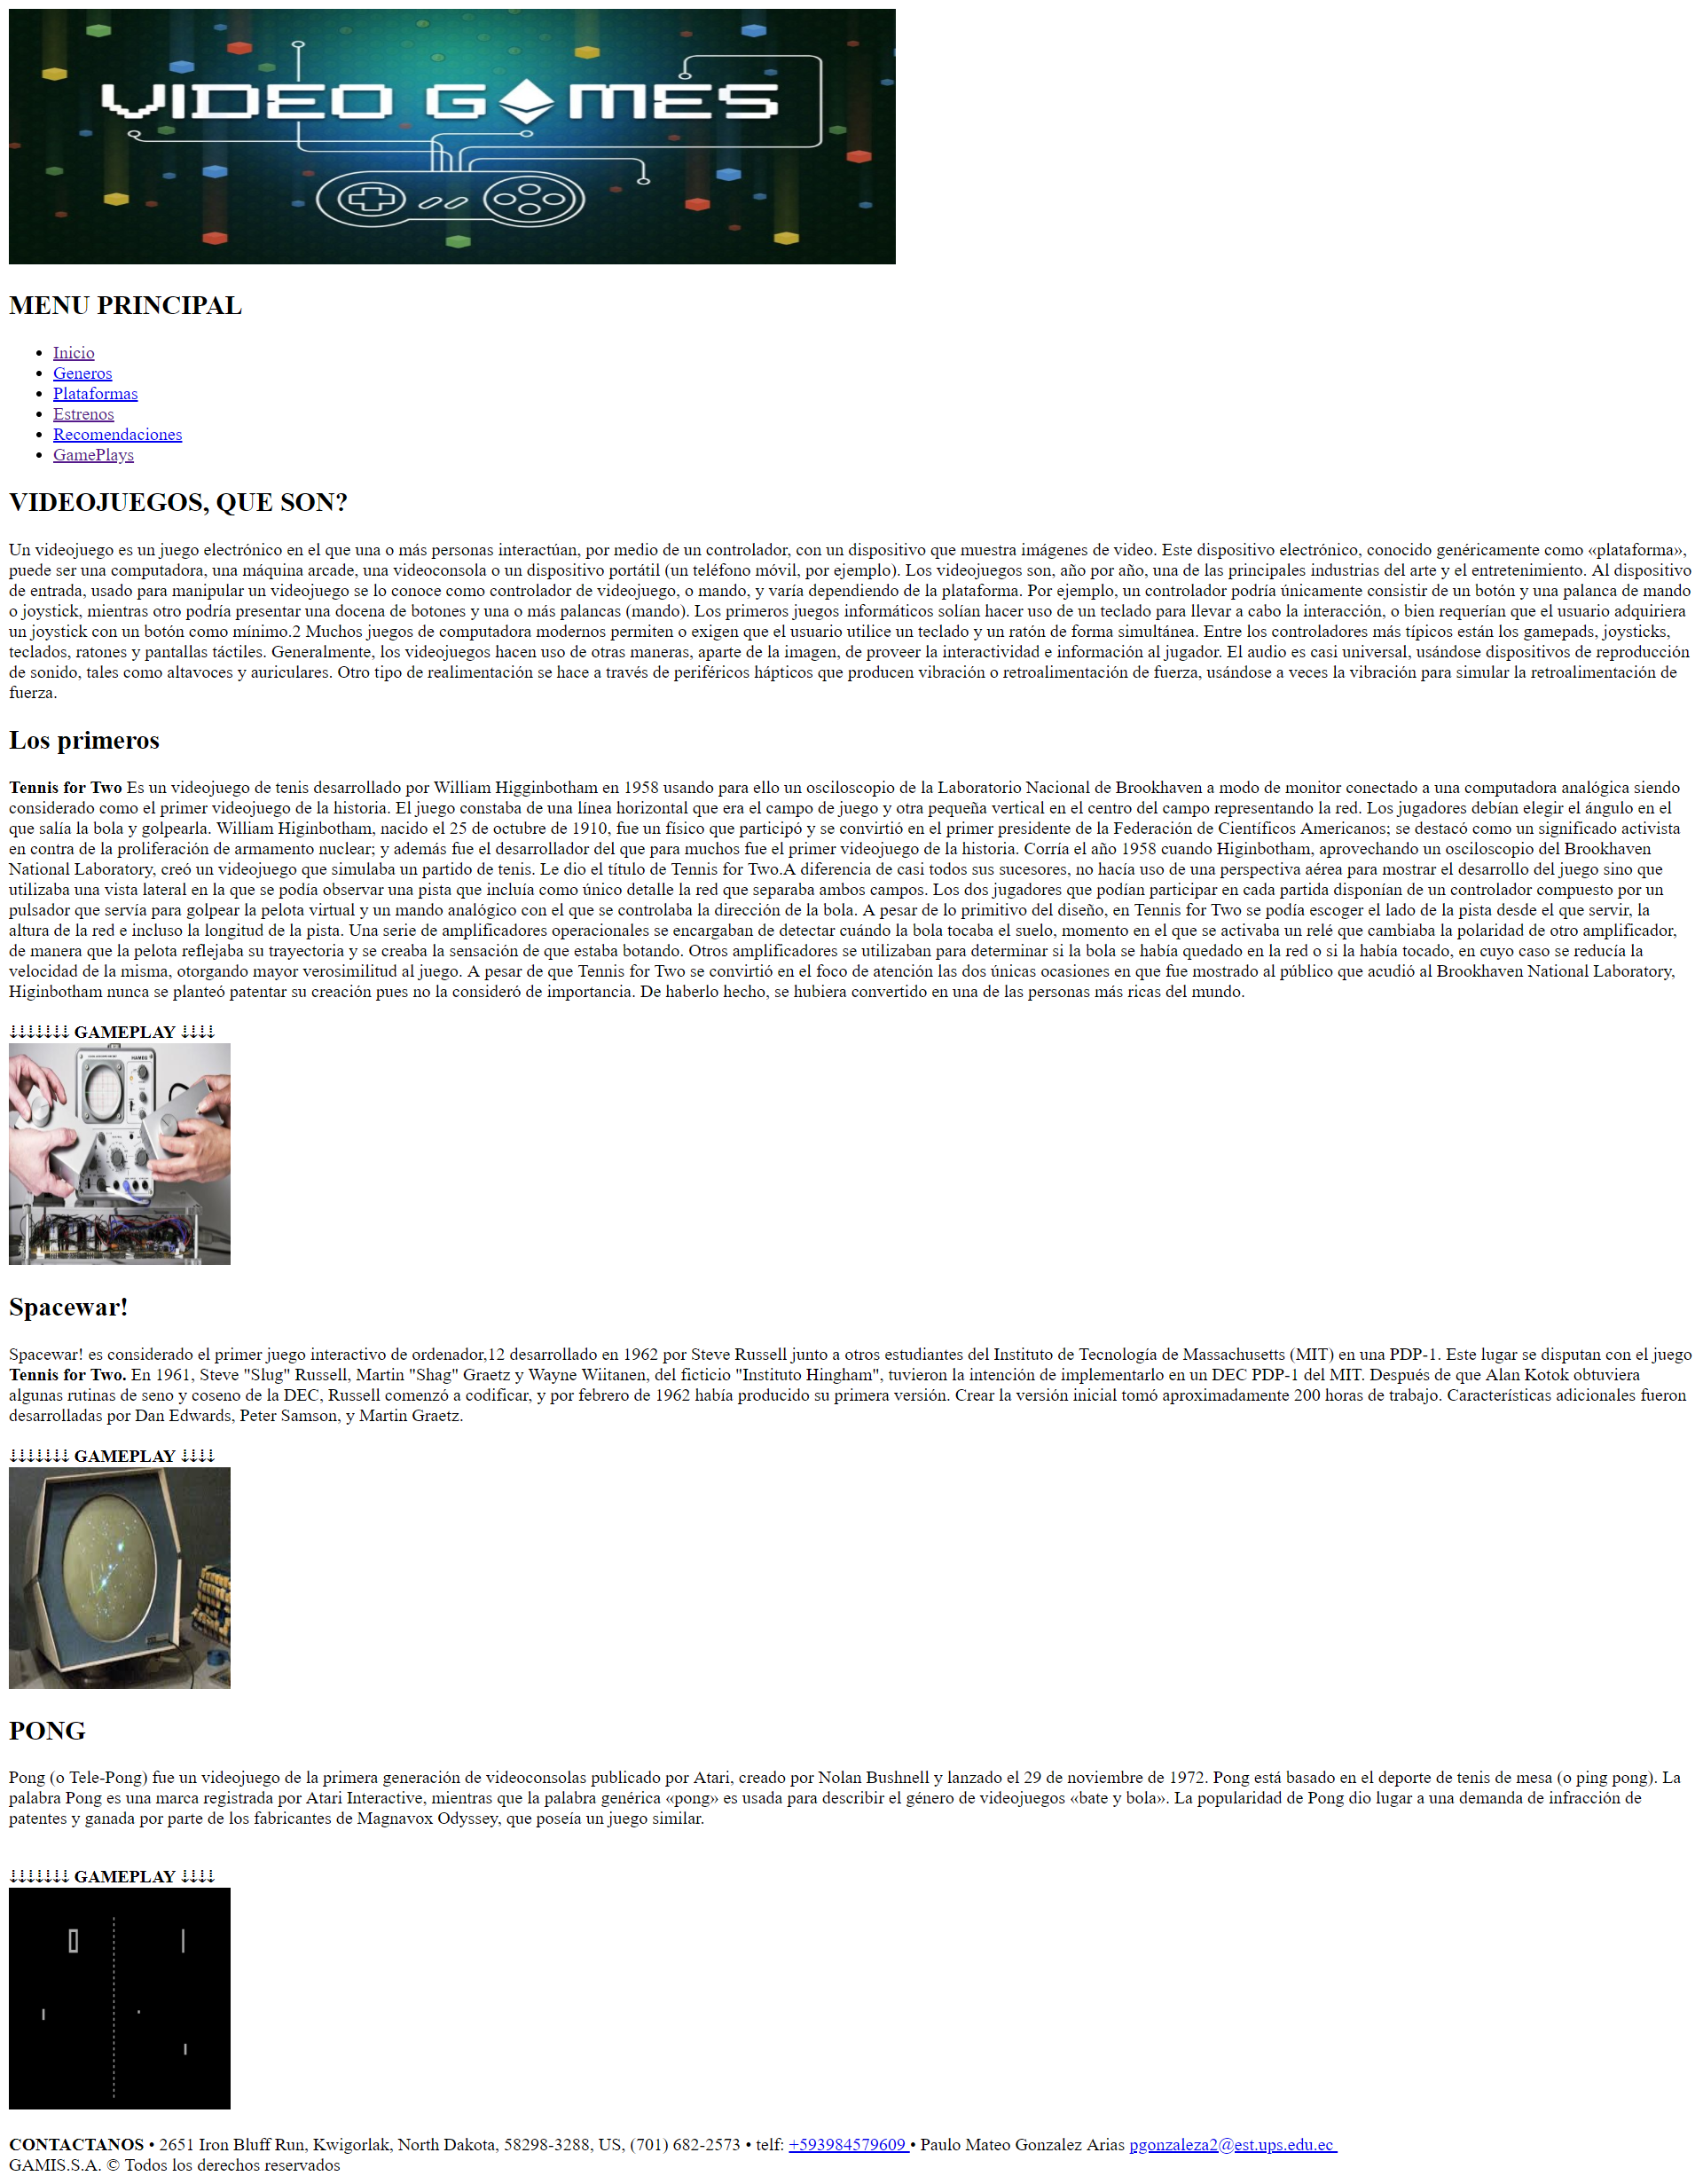 VIDEO GAMES
MENU PRINCIPAL
• Inicio
• Generos
• Plataformas
• Estrenos
• Recomendaciones
• GamePlays
VIDEOJUEGOS, QUE SON?
Un videojuego es un juego electrónico en el que una o más personas interactúan, por medio de un controlador, con un dispositivo que muestra imágenes de video. Este dispositivo electrónico, conocido genéricamente como «plataforma»,
puede ser una computadora, una máquina arcade, una videoconsola o un dispositivo portátil (un teléfono móvil, por ejemplo). Los videojuegos son, año por año, una de las principales industrias del arte y el entretenimiento. Al dispositivo
de entrada, usado para manipular un videojuego se lo conoce como controlador de videojuego, o mando, y varía dependiendo de la plataforma. Por ejemplo, un controlador podría únicamente consistir de un botón y una palanca de mando
o joystick, mientras otro podría presentar una docena de botones y una o más palancas (mando). Los primeros juegos informáticos solían hacer uso de un teclado para llevar a cabo la interacción, o bien requerían que el usuario adquiriera
un joystick con un botón como mínimo.2 Muchos juegos de computadora modernos permiten o exigen que el usuario utilice un teclado y un ratón de forma simultánea. Entre los controladores más típicos están los gamepads, joysticks,
teclados, ratones y pantallas táctiles. Generalmente, los videojuegos hacen uso de otras maneras, aparte de la imagen, de proveer la interactividad e información al jugador. El audio es casi universal, usándose dispositivos de reproducción
de sonido, tales como altavoces y auriculares. Otro tipo de realimentación se hace a través de periféricos hápticos que producen vibración o retroalimentación de fuerza, usándose a veces la vibración para simular la retroalimentación de
fuerza.
Los primeros
Tennis for Two Es un videojuego de tenis desarrollado por William Higginbotham en 1958 usando para ello un osciloscopio de la Laboratorio Nacional de Brookhaven a modo de monitor conectado a una computadora analógica siendo
considerado como el primer videojuego de la historia. El juego constaba de una línea horizontal que era el campo de juego y otra pequeña vertical en el centro del campo representando la red. Los jugadores debían elegir el ángulo en el
que salía la bola y golpearla. William Higinbotham, nacido el 25 de octubre de 1910, fue un físico que participó y se convirtió en el primer presidente de la Federación de Científicos Americanos; se destacó como un significado activista
en contra de la proliferación de armamento nuclear; y además fue el desarrollador del que para muchos fue el primer videojuego de la historia. Corría el año 1958 cuando Higinbotham, aprovechando un osciloscopio del Brookhaven
National Laboratory, creó un videojuego que simulaba un partido de tenis. Le dio el título de Tennis for Two.A diferencia de casi todos sus sucesores, no hacía uso de una perspectiva aérea para mostrar el desarrollo del juego sino que
utilizaba una vista lateral en la que se podía observar una pista que incluía como único detalle la red que separaba ambos campos. Los dos jugadores que podían participar en cada partida disponían de un controlador compuesto por un
pulsador que servía para golpear la pelota virtual y un mando analógico con el que se controlaba la dirección de la bola. A pesar de lo primitivo del diseño, en Tennis for Two se podía escoger el lado de la pista desde el que servir, la
altura de la red e incluso la longitud de la pista. Una serie de amplificadores operacionales se encargaban de detectar cuándo la bola tocaba el suelo, momento en el que se activaba un relé que cambiaba la polaridad de otro amplificador,
de manera que la pelota reflejaba su trayectoria y se creaba la sensación de que estaba botando. Otros amplificadores se utilizaban para determinar si la bola se había quedado en la red o si la había tocado, en cuyo caso se reducía la
velocidad de la misma, otorgando mayor verosimilitud al juego. A pesar de que Tennis for Two se convirtió en el foco de atención las dos únicas ocasiones en que fue mostrado al público que acudió al Brookhaven National Laboratory,
Higinbotham nunca se planteó patentar su creación pues no la consideró de importancia. De haberlo hecho, se hubiera convertido en una de las personas más ricas del mundo.
⇣⇣⇣⇣⇣⇣⇣ GAMEPLAY ⇣⇣⇣⇣
HAMEG
Spacewar!
Spacewar! es considerado el primer juego interactivo de ordenador,12 desarrollado en 1962 por Steve Russell junto a otros estudiantes del Instituto de Tecnología de Massachusetts (MIT) en una PDP-1. Este lugar se disputan con el juego
Tennis for Two. En 1961, Steve "Slug" Russell, Martin "Shag" Graetz y Wayne Wiitanen, del ficticio "Instituto Hingham", tuvieron la intención de implementarlo en un DEC PDP-1 del MIT. Después de que Alan Kotok obtuviera
algunas rutinas de seno y coseno de la DEC, Russell comenzó a codificar, y por febrero de 1962 había producido su primera versión. Crear la versión inicial tomó aproximadamente 200 horas de trabajo. Características adicionales fueron
desarrolladas por Dan Edwards, Peter Samson, y Martin Graetz.
⇣⇣⇣⇣⇣⇣⇣ GAMEPLAY ⇣⇣⇣⇣
PONG
Pong (o Tele-Pong) fue un videojuego de la primera generación de videoconsolas publicado por Atari, creado por Nolan Bushnell y lanzado el 29 de noviembre de 1972. Pong está basado en el deporte de tenis de mesa (o ping pong). La
palabra Pong es una marca registrada por Atari Interactive, mientras que la palabra genérica «pong» es usada para describir el género de videojuegos «bate y bola». La popularidad de Pong dio lugar a una demanda de infracción de
patentes y ganada por parte de los fabricantes de Magnavox Odyssey, que poseía un juego similar.
⇣⇣⇣⇣⇣⇣⇣ GAMEPLAY ⇣⇣⇣⇣
0 1
CONTACTANOS • 2651 Iron Bluff Run, Kwigorlak, North Dakota, 58298-3288, US, (701) 682-2573 • telf: +593984579609 • Paulo Mateo Gonzalez Arias pgonzaleza2@est.ups.edu.ec
GAMIS.S.A. © Todos los derechos reservados